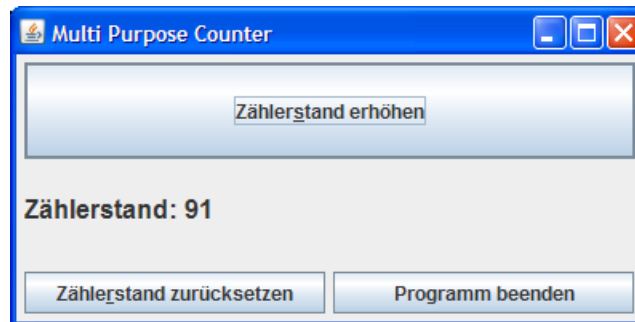 Multi Purpose Counter
Zählerstand erhöhen
Zählerstand: 91
Zählerstand zurücksetzen
Programm beenden